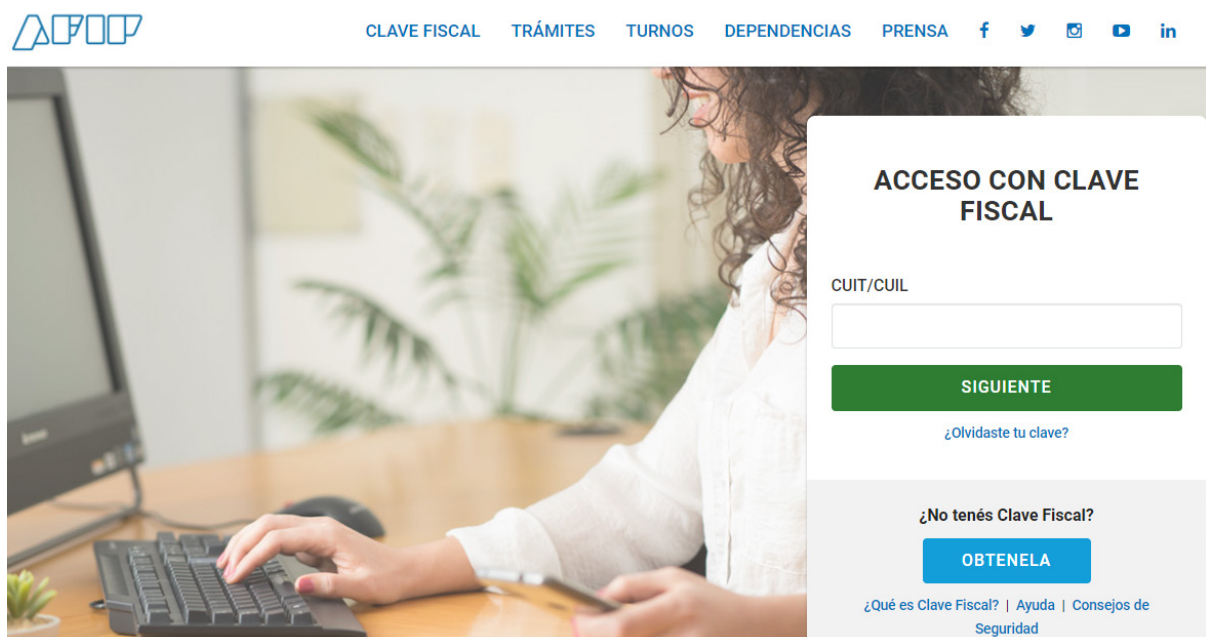 AFIP
CLAVE FISCAL TRÁMITES TURNOS DEPENDENCIAS PRENSA
ACCESO CON CLAVE
FISCAL
CUIT/CUIL
SIGUIENTE
¿Olvidaste tu clave?
¿No tenés Clave Fiscal?
OBTENELA
¿Qué es Clave Fiscal? | Ayuda | Consejos de
Seguridad